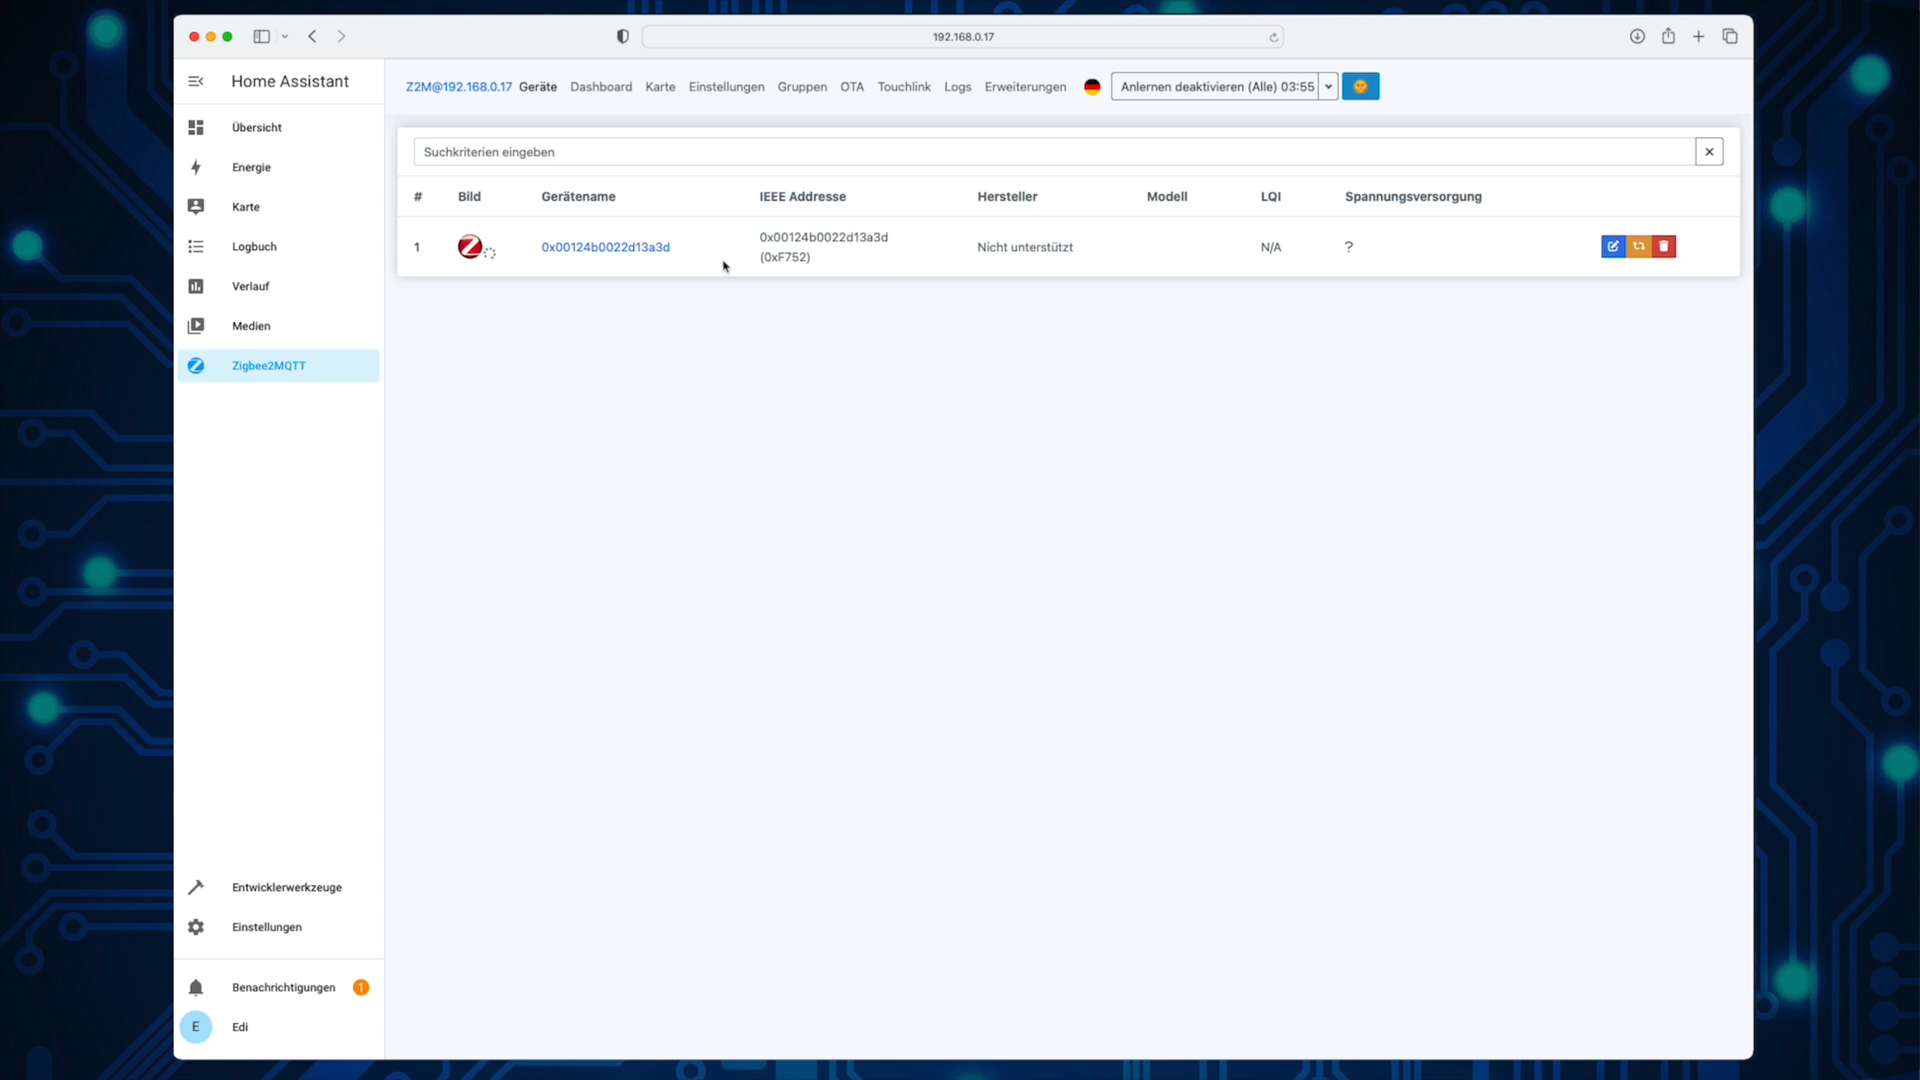 192.168.0.17
Home Assistant
Z2M@192.168.0.17 Geräte Dashboard Karte Einstellungen Gruppen OTA Touchlink Logs Erweiterungen Anlernen deaktivieren (Alle) 03:55
Übersicht
Energie
Karte
Logbuch
Verlauf
Medien
Zigbee2MQTT
Suchkriterien eingeben
# Bild Gerätename IEEE Addresse Hersteller Modell LQI Spannungsversorgung
1 0x00124b0022d13a3d 0x00124b0022d13a3d Nicht unterstützt N/A ?
(0xF752)
Entwicklerwerkzeuge
Einstellungen
Benachrichtigungen 1
E Edi